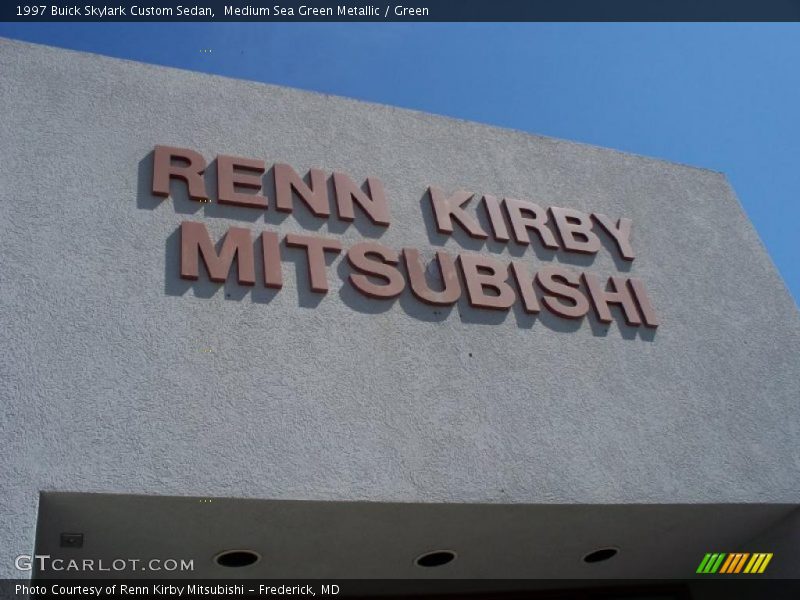 1997 Buick Skylark Custom Sedan,  Medium Sea Green Metallic / Green
RENN KIRBY
MITSUBISHI
GTCARLOT.COM
Photo Courtesy of Renn Kirby Mitsubishi - Frederick, MD